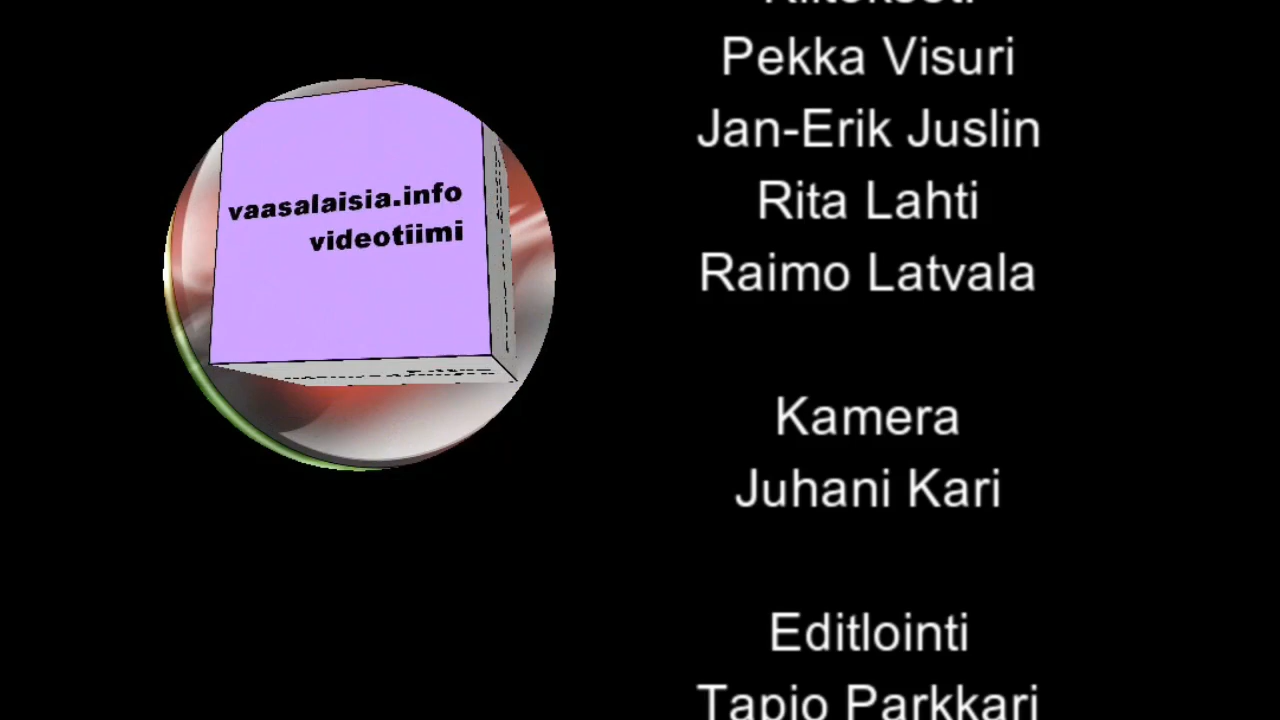 vaasalaisia.info
videotiimi
Pekka Visuri
Jan-Erik Juslin
Rita Lahti
Raimo Latvala
Kamera
Juhani Kari
Editlointi
Tapio Parkkari